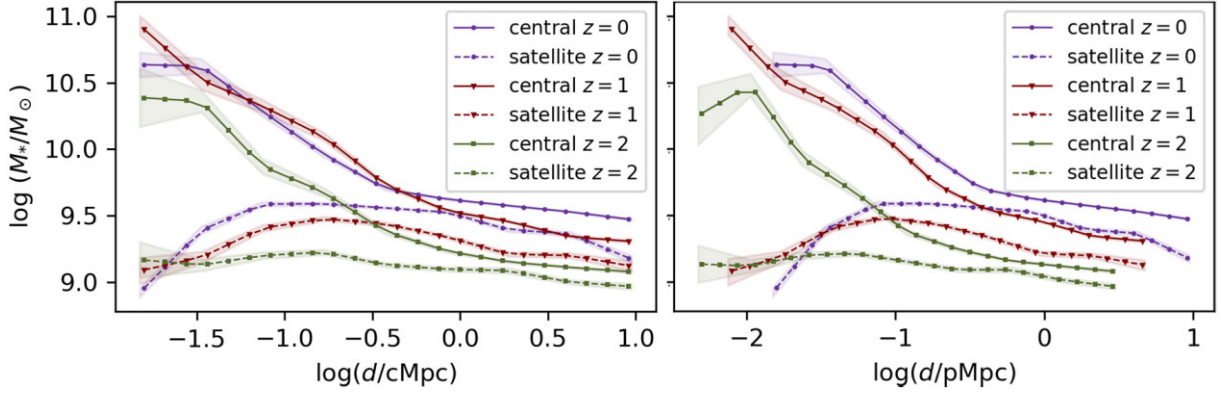 log (M*/M⊙)
11.0
10.5
10.0
9.5
9.0
central z = 0
satellite z = 0
central z = 1
satellite z = 1
central z = 2
satellite z = 2
−1.5
−1.0
−0.5
0.0
0.5
1.0
log(d/cMpc)
central z = 0
satellite z = 0
central z = 1
satellite z = 1
central z = 2
satellite z = 2
−2
−1
0
1
log(d/pMpc)